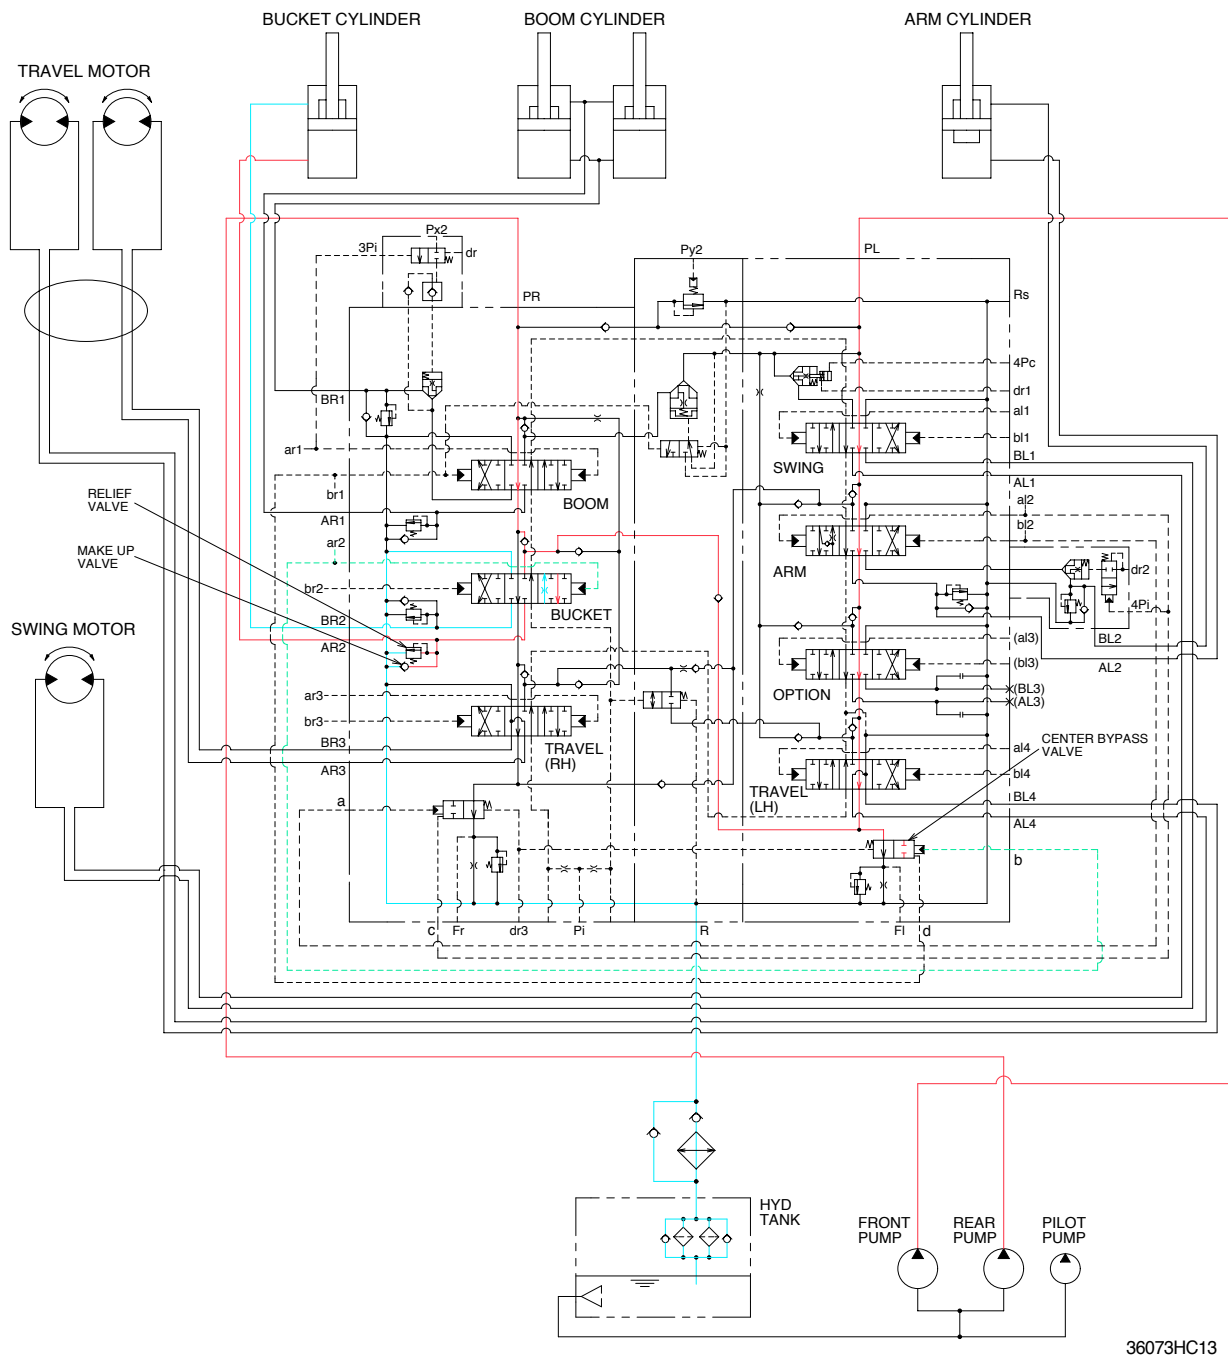 BUCKET CYLINDER
BOOM CYLINDER
ARM CYLINDER
TRAVEL MOTOR
Px2
3Pi
dr
Py2
PL
PR
Rs
4Pc
dr1
al1
BR1
bl1
ar1
SWING
BL1
RELIEF
VALVE
br1
BOOM
AL1
al2
AR1
bl2
MAKE UP
VALVE
ar2
ARM
dr2
br2
BUCKET
4Pi
SWING MOTOR
BR2
(al3)
BL2
AR2
(bl3)
AL2
ar3
OPTION
(BL3)
(AL3)
br3
BR3
TRAVEL
(RH)
CENTER BYPASS
VALVE
al4
AR3
TRAVEL
(LH)
bl4
a
BL4
AL4
b
c
Fr
dr3
Pi
R
Fl
d
HYD
TANK
FRONT
PUMP
REAR
PUMP
PILOT
PUMP
36073HC13